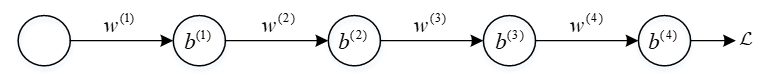 w^{(1)} w^{(2)} w^{(3)} w^{(4)}
b^{(1)} b^{(2)} b^{(3)} b^{(4)} ℒ